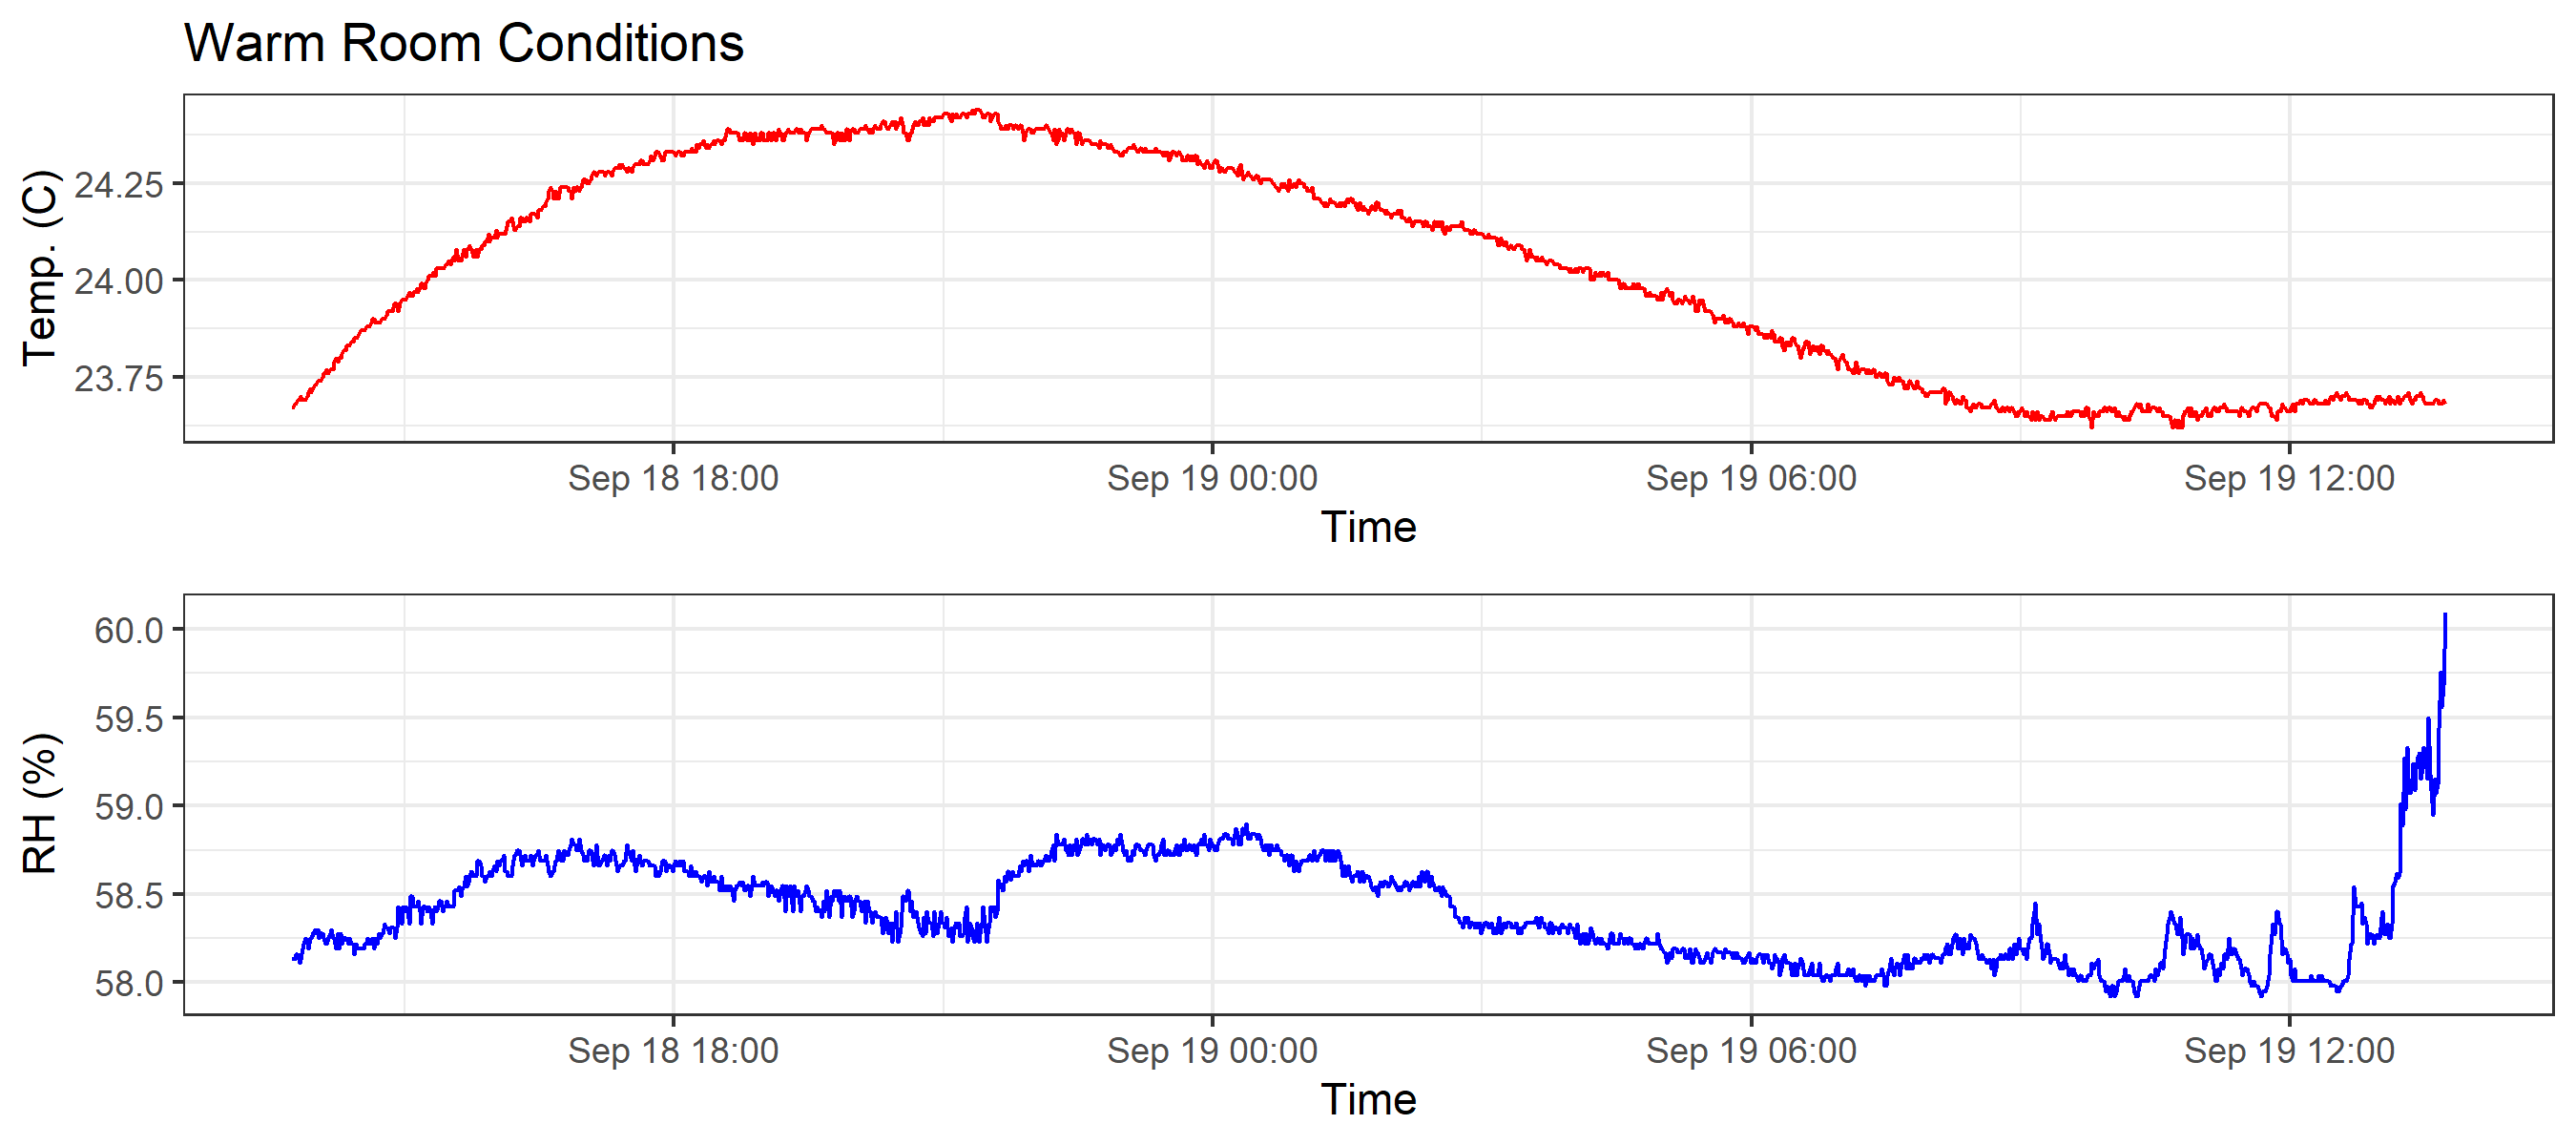 Warm Room Conditions
Temp. (C)
24.25
24.00
23.75
Sep 18 18:00 Sep 19 00:00 Sep 19 06:00 Sep 19 12:00
Time
RH (%)
60.0
59.5
59.0
58.5
58.0
Sep 18 18:00 Sep 19 00:00 Sep 19 06:00 Sep 19 12:00
Time